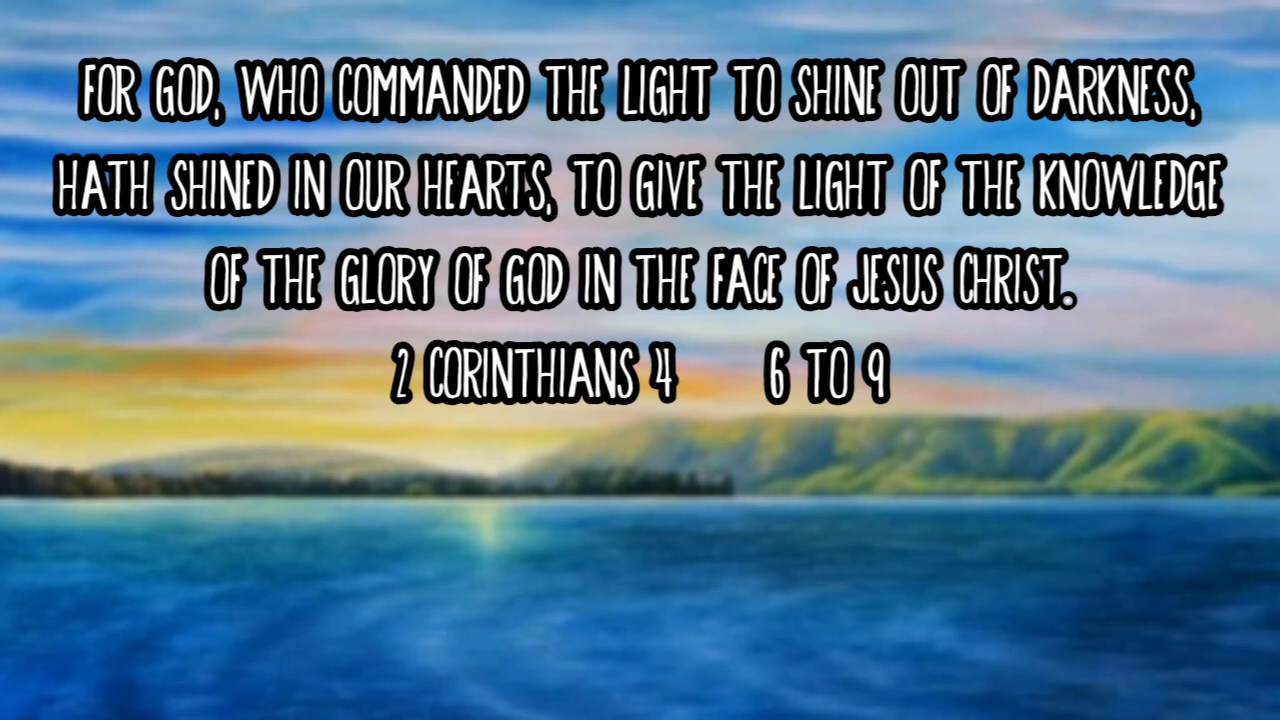 FOR GOD, WHO COMMANDED THE LIGHT TO SHINE OUT OF DARKNESS,
HATH SHINED IN OUR HEARTS, TO GIVE THE LIGHT OF THE KNOWLEDGE
OF THE GLORY OF GOD IN THE FACE OF JESUS CHRIST.
2 CORINTHIANS 4 6 TO 9